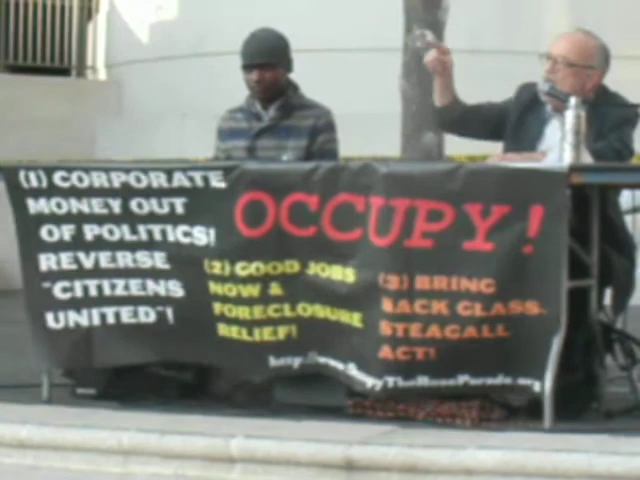 (1) CORPORATE
MONEY OUT
OF POLITICS!
REVERSE
"CITIZENS
UNITED"!
OCCUPY!
(2) GOOD JOBS
NOW &
FORECLOSURE
RELIEF!
(3) BRING
BACK GLASS-
STEAGALL
ACT!